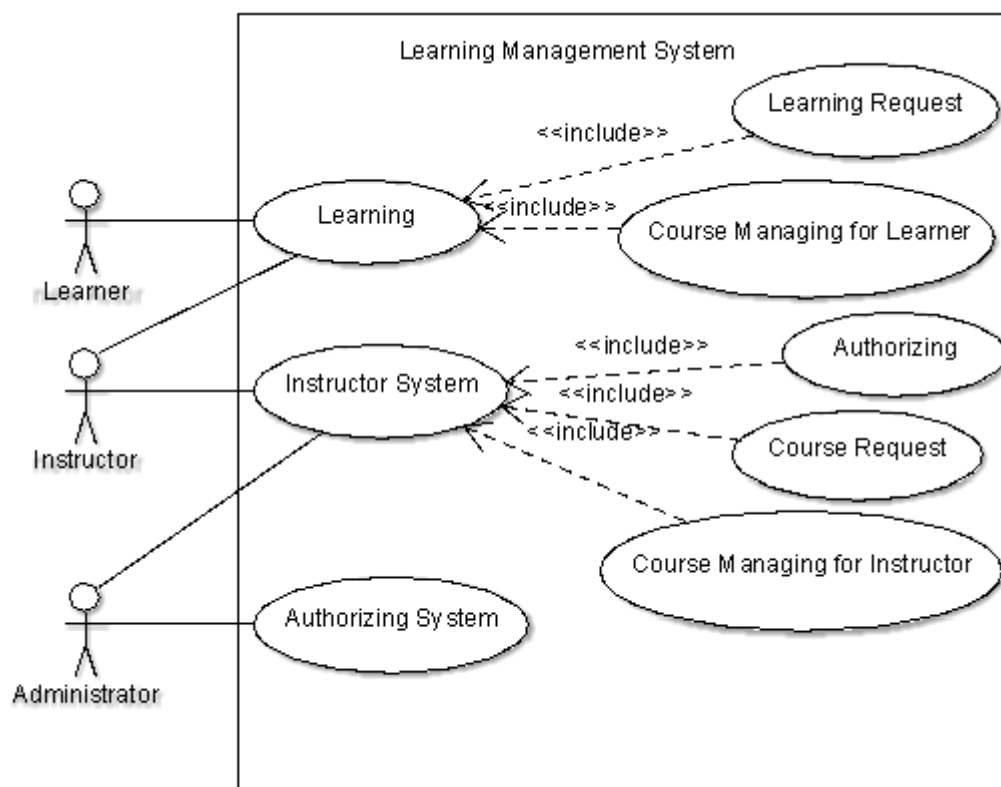 Learning Management System
Learning Request
<<include>>
<<include>>
Learning
Course Managing for Learner
Learner
<<include>>
Authorizing
Instructor System
<<include>>
<<include>>
Course Request
Instructor
Course Managing for Instructor
Authorizing System
Administrator